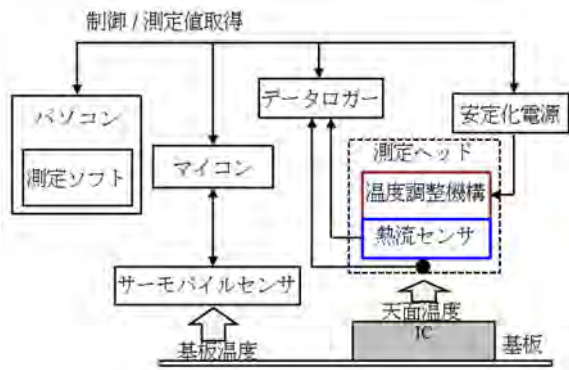 制御 / 測定値取得
データロガー
パソコン
安定化電源
測定ヘッド
マイコン
測定ソフト
温度調整機構
熱流センサ
サーモパイルセンサ
天面温度
IC
基板温度
基板